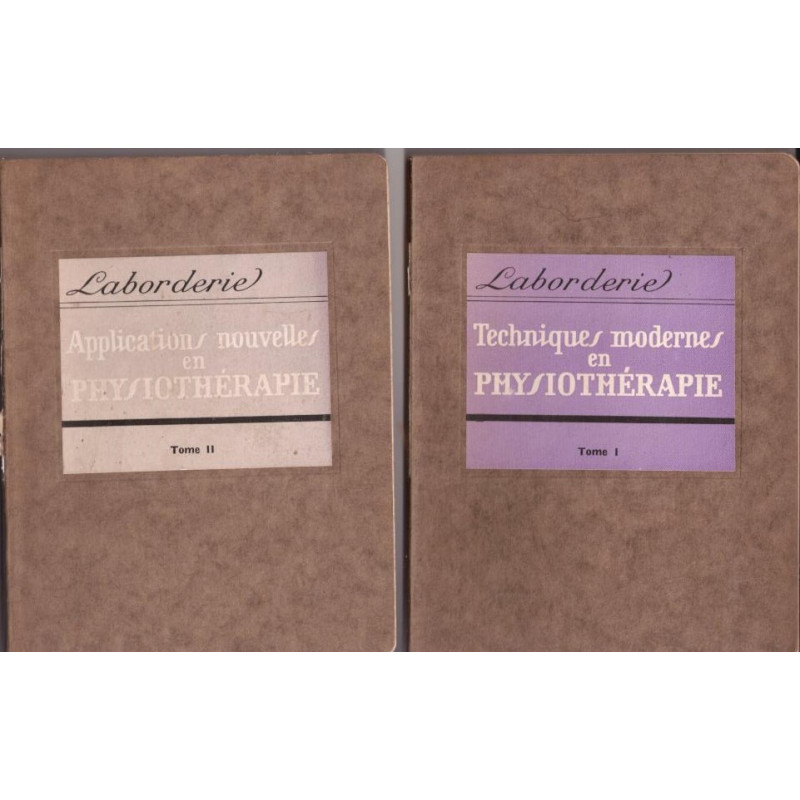 Laborderie
Applications nouvelles
en
PHYSIOTHÉRAPIE
Tome II
Laborderie
Techniques modernes
en
PHYSIOTHÉRAPIE
Tome I